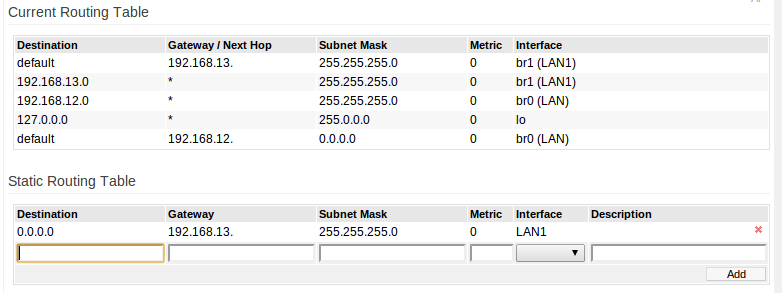 Current Routing Table
Destination Gateway / Next Hop Subnet Mask Metric Interface
default 192.168.13. 255.255.255.0 0 br1 (LAN1)
192.168.13.0 * 255.255.255.0 0 br1 (LAN1)
192.168.12.0 * 255.255.255.0 0 br0 (LAN)
127.0.0.0 * 255.0.0.0 0 lo
default 192.168.12. 0.0.0.0 0 br0 (LAN)
Static Routing Table
Destination Gateway Subnet Mask Metric Interface Description
0.0.0.0 192.168.13. 255.255.255.0 0 LAN1
Add